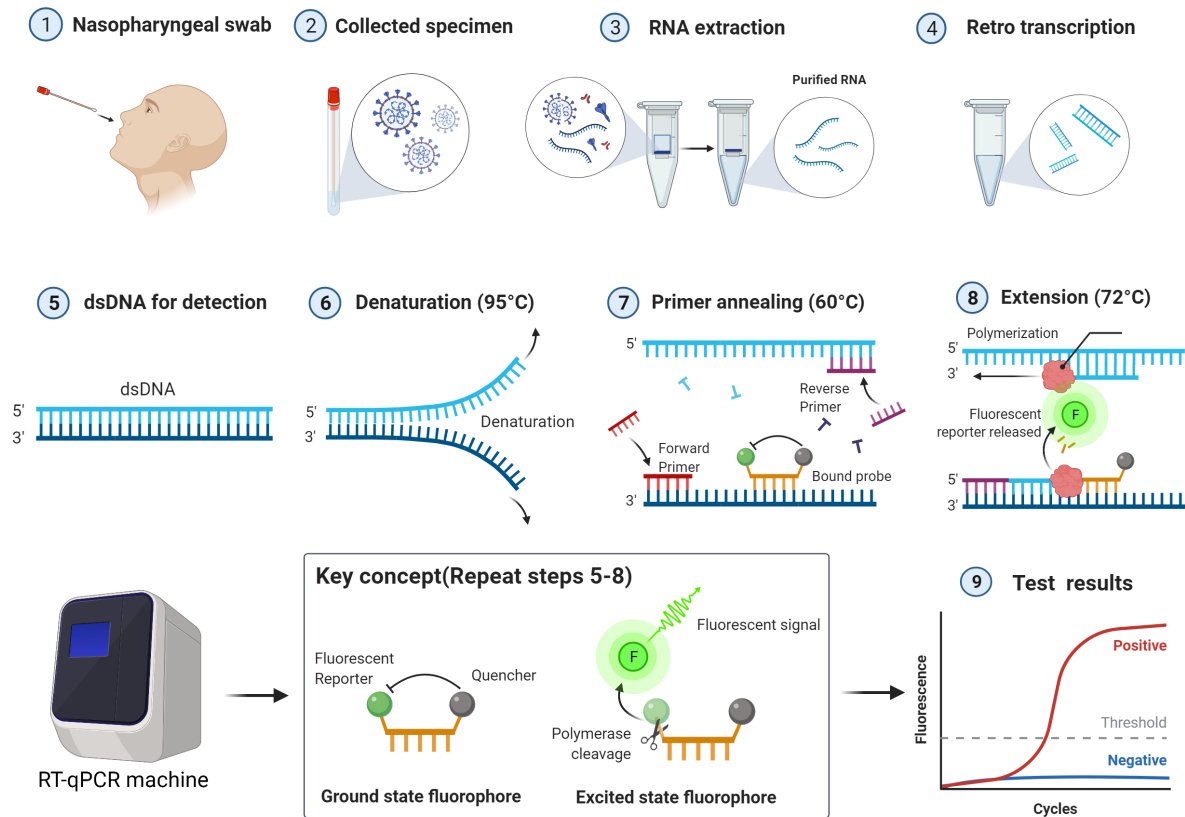 1 Nasopharyngeal swab
2 Collected specimen
3 RNA extraction
4 Retro transcription
Purified RNA
5 dsDNA for detection
6 Denaturation (95°C)
7 Primer annealing (60°C)
8 Extension (72°C)
dsDNA
5'
3'
5'
3'
Denaturation
5'
Reverse
Primer
Forward
Primer
Bound probe
3'
Polymerization
5'
3'
F
Fluorescent
reporter released
5'
3'
RT-qPCR machine
Key concept(Repeat steps 5-8)
Fluorescent
Reporter
Quencher
Ground state fluorophore
F
Fluorescent signal
Polymerase
cleavage
Excited state fluorophore
9 Test results
Fluorescence
Positive
Threshold
Negative
Cycles